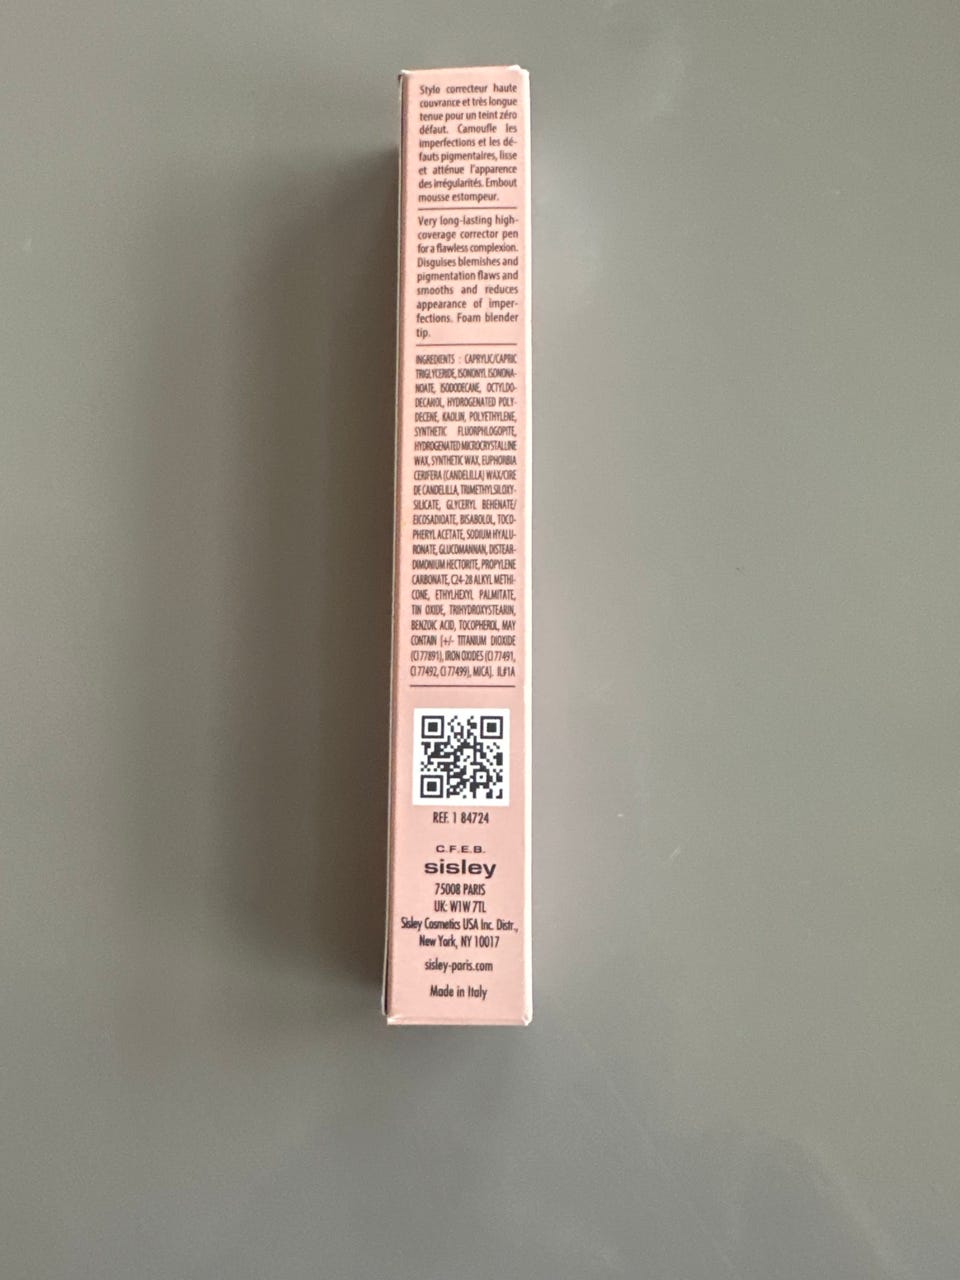 Stylo correcteur haute
couvrance et très longue
tenue pour un teint zéro
défaut. Camoufle les
imperfections et les dé-
fauts pigmentaires, lisse
et atténue l'apparence
des irrégularités. Embout
mousse estompeur.
Very long-lasting high-
coverage corrector pen
for a flawless complexion.
Disguises blemishes and
pigmentation flaws and
smooths and reduces
appearance of imper-
fections. Foam blender
tip.
INGREDIENTS : CAPRYLIC/CAPRIC
TRIGLYCERIDE, ISONONYL ISONONA-
NOATE, ISODODECANE, OCTYLDO-
DECANOL, HYDROGENATED POLY-
DECENE, KAOLIN, POLYETHYLENE,
SYNTHETIC FLUORPHLOGOPITE,
HYDROGENATED MICROCRYSTALLINE
WAX, SYNTHETIC WAX, EUPHORBIA
CERIFERA (CANDELILLA) WAX/CIRE
DE CANDELILLA, TRIMETHYLSILOXY-
SILICATE, GLYCERYL BEHENATE/
EICOSADIOATE, BISABOLOL, TOCO-
PHERYL ACETATE, SODIUM HYALU-
RONATE, GLUCOMANNAN, DISTEAR-
DIMONIUM HECTORITE, PROPYLENE
CARBONATE, C24-28 ALKYL METHI-
CONE, ETHYLHEXYL PALMITATE,
TIN OXIDE, TRIHYDROXYSTEARIN,
BENZOIC ACID, TOCOPHEROL, MAY
CONTAIN [+/- TITANIUM DIOXIDE
(CI 77891), IRON OXIDES (CI 77491,
CI 77492, CI 77499), MICA]. IL#1A
REF. 1 84724
C.F.E.B.
sisley
75008 PARIS
UK: W1W 7TL
Sisley Cosmetics USA Inc. Distr.,
New York, NY 10017
sisley-paris.com
Made in Italy